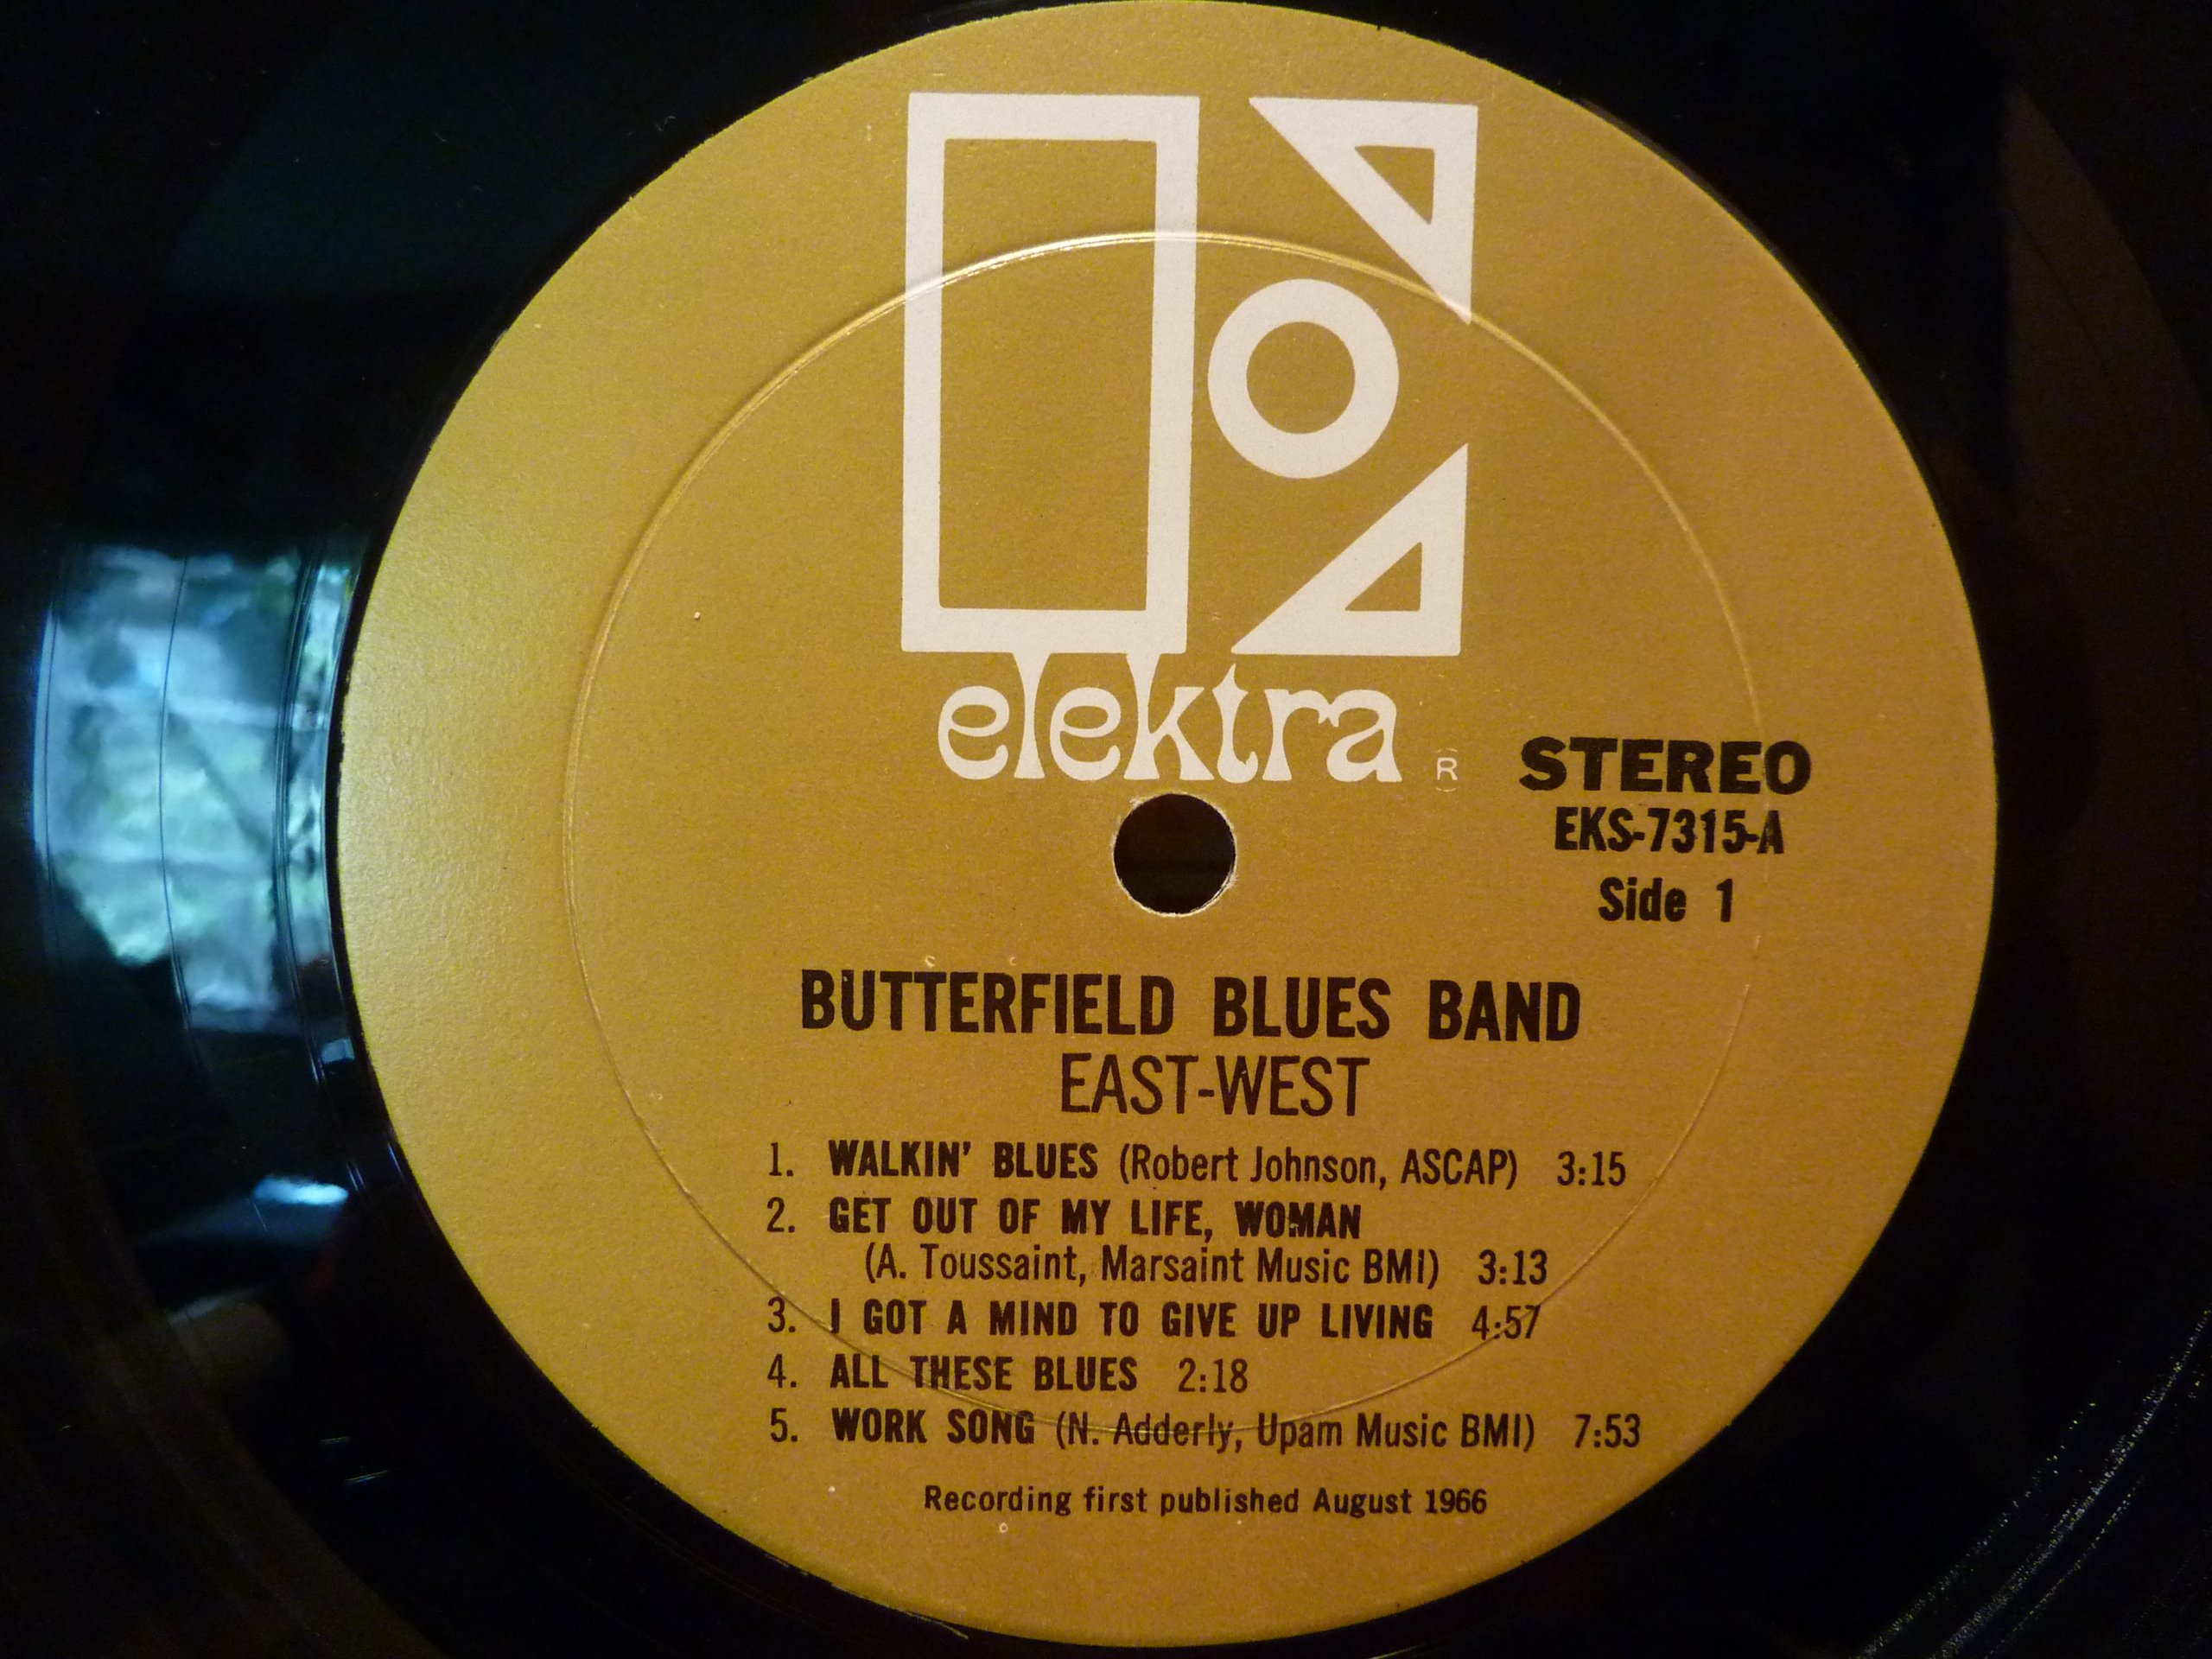 elektra ®
STEREO
EKS-7315-A
Side 1
BUTTERFIELD BLUES BAND
EAST-WEST
1. WALKIN' BLUES (Robert Johnson, ASCAP) 3:15
2. GET OUT OF MY LIFE, WOMAN
(A. Toussaint, Marsaint Music BMI) 3:13
3. I GOT A MIND TO GIVE UP LIVING 4:57
4. ALL THESE BLUES 2:18
5. WORK SONG (N. Adderly, Upam Music BMI) 7:53
Recording first published August 1966